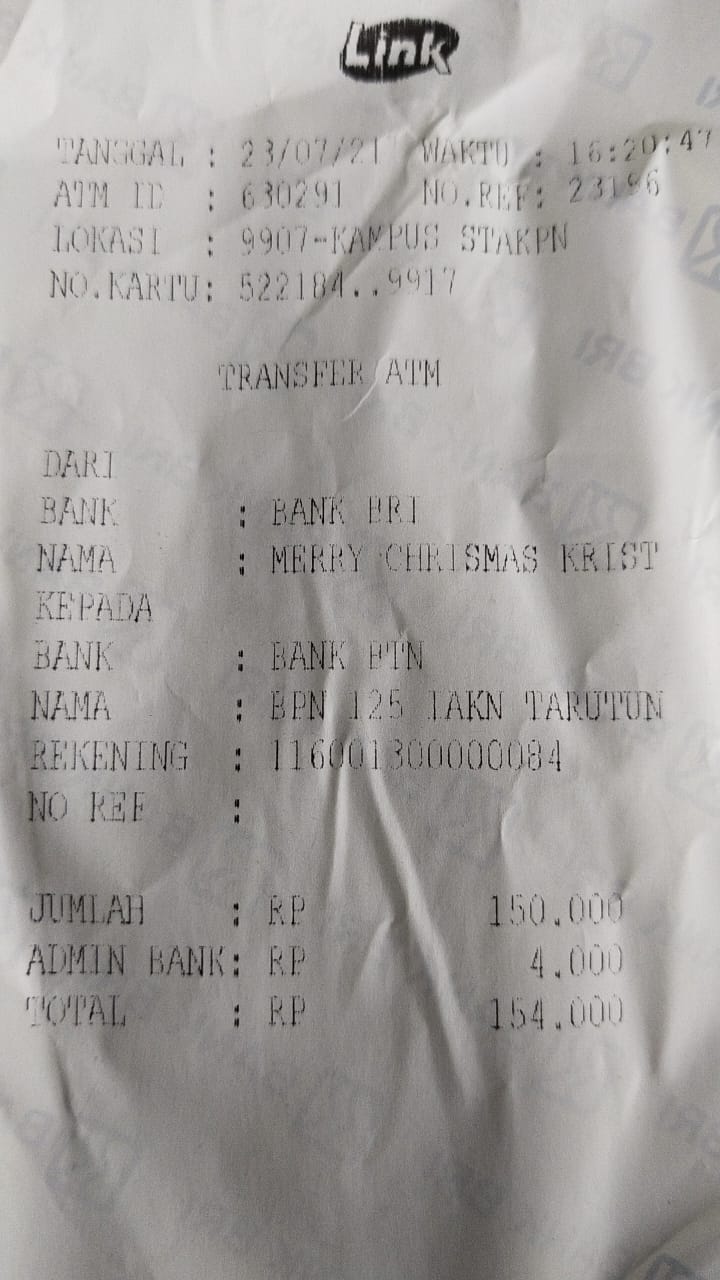 Link
TANGGAL : 23/07/21 WAKTU : 16:20:47
ATM ID : 630291 NO.REF: 23196
LOKASI : 9907-KAMPUS STAKPN
NO.KARTU: 522184..9917
TRANSFER ATM
DARI
BANK : BANK BRI
NAMA : MERRY CHRISMAS KRIST
KEPADA
BANK : BANK BTN
NAMA : BPN 125 IAKN TARUTUN
REKENING : 116001300000084
NO REF :
JUMLAH : RP 150.000
ADMIN BANK: RP 4.000
TOTAL : RP 154.000